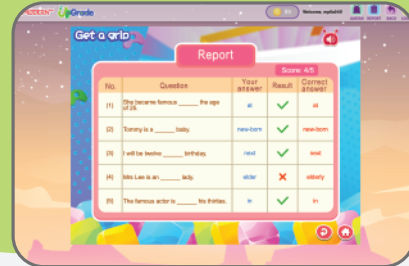 UpGrade
Get a grip
Report
Score: 4/5
No. Question Your answer Result Correct answer
(1) She became famous ______ the age of 26. at at
(2) Tommy is a ______ baby. new-born new-born
(3) I will be twelve ______ birthday. next next
(4) Mrs Lee is an ______ lady. elder elderly
(5) The famous actor is ______ his thirties. in in